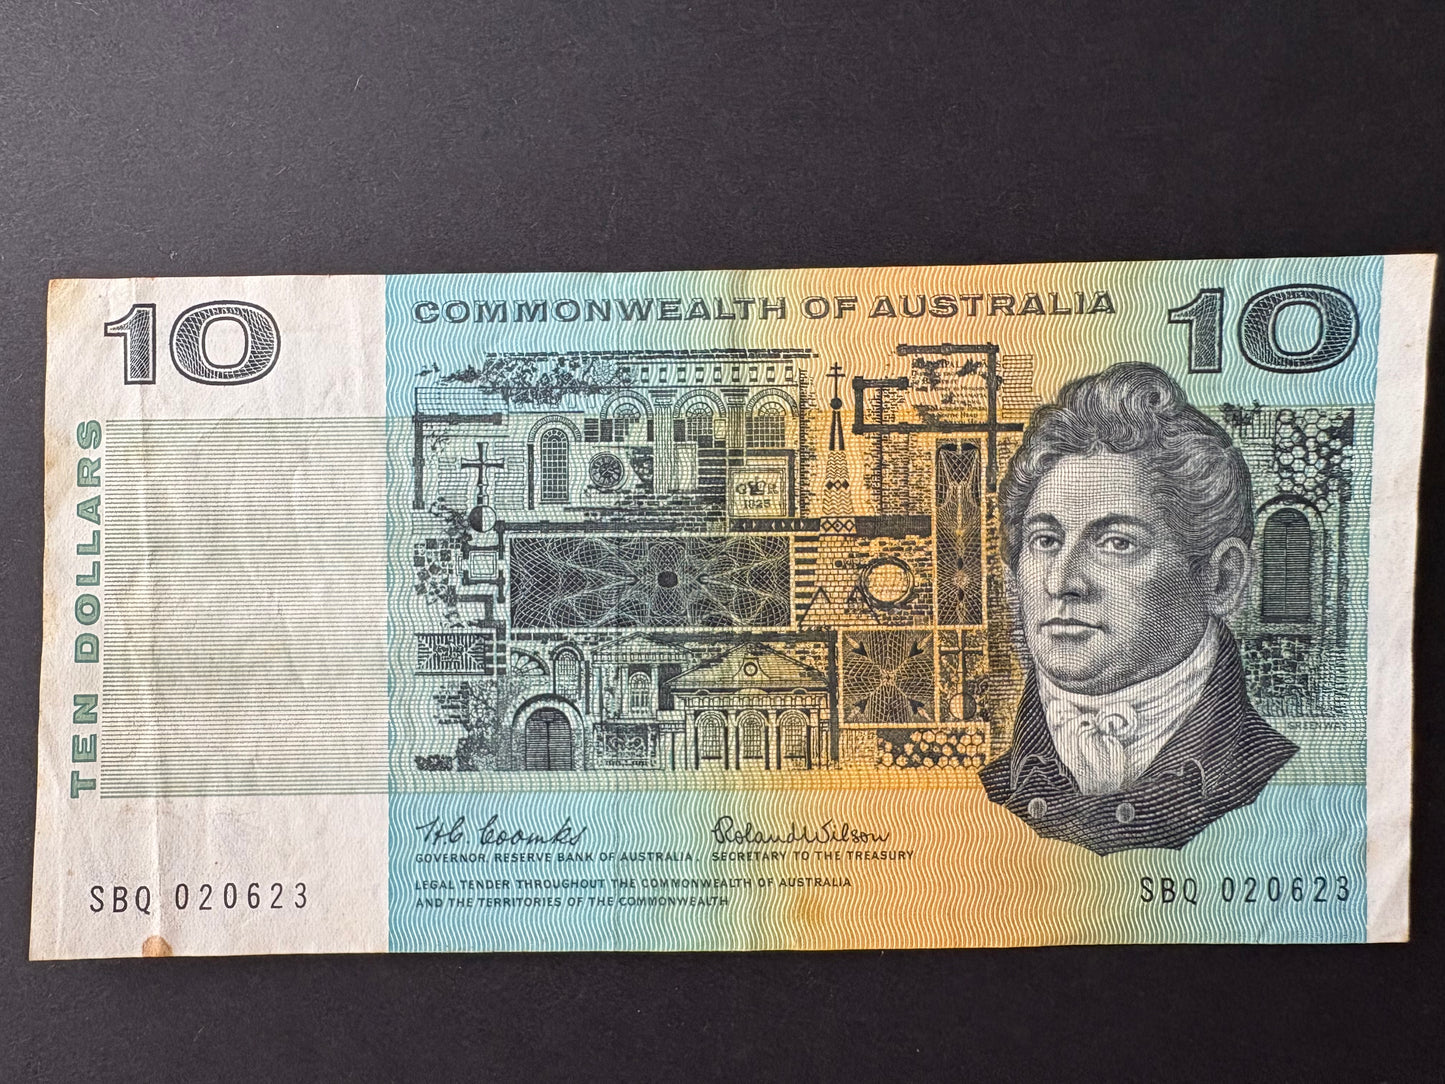 10
COMMONWEALTH OF AUSTRALIA
10
TEN DOLLARS
G R
1825
H.C. Coombs
GOVERNOR, RESERVE BANK OF AUSTRALIA.
Roland Wilson
SECRETARY TO THE TREASURY
LEGAL TENDER THROUGHOUT THE COMMONWEALTH OF AUSTRALIA
AND THE TERRITORIES OF THE COMMONWEALTH
SBQ 020623
SBQ 020623